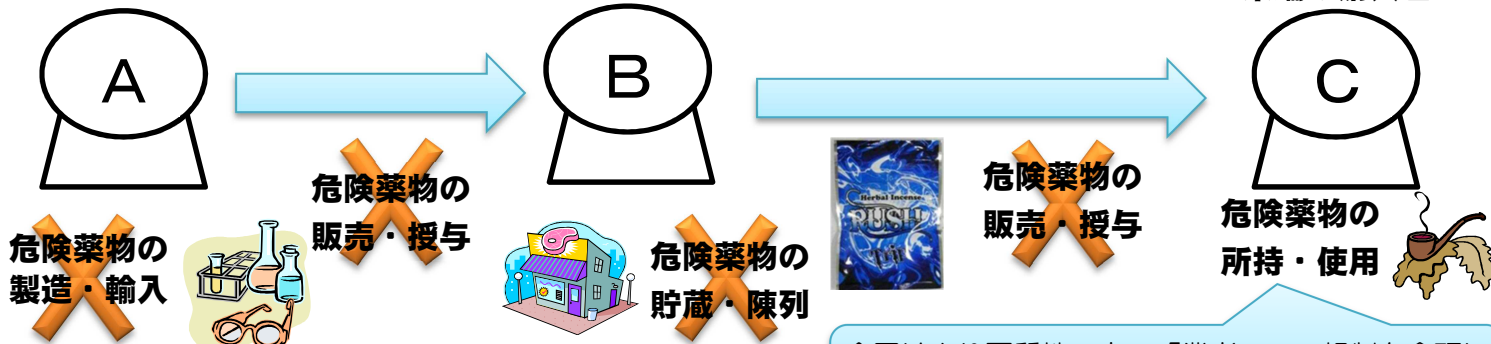 A
B
C
危険薬物の
販売・授与
危険薬物の
製造・輸入
危険薬物の
貯蔵・陳列
Herbal Incense
RUSH
危険薬物の
販売・授与
危険薬物の
所持・使用